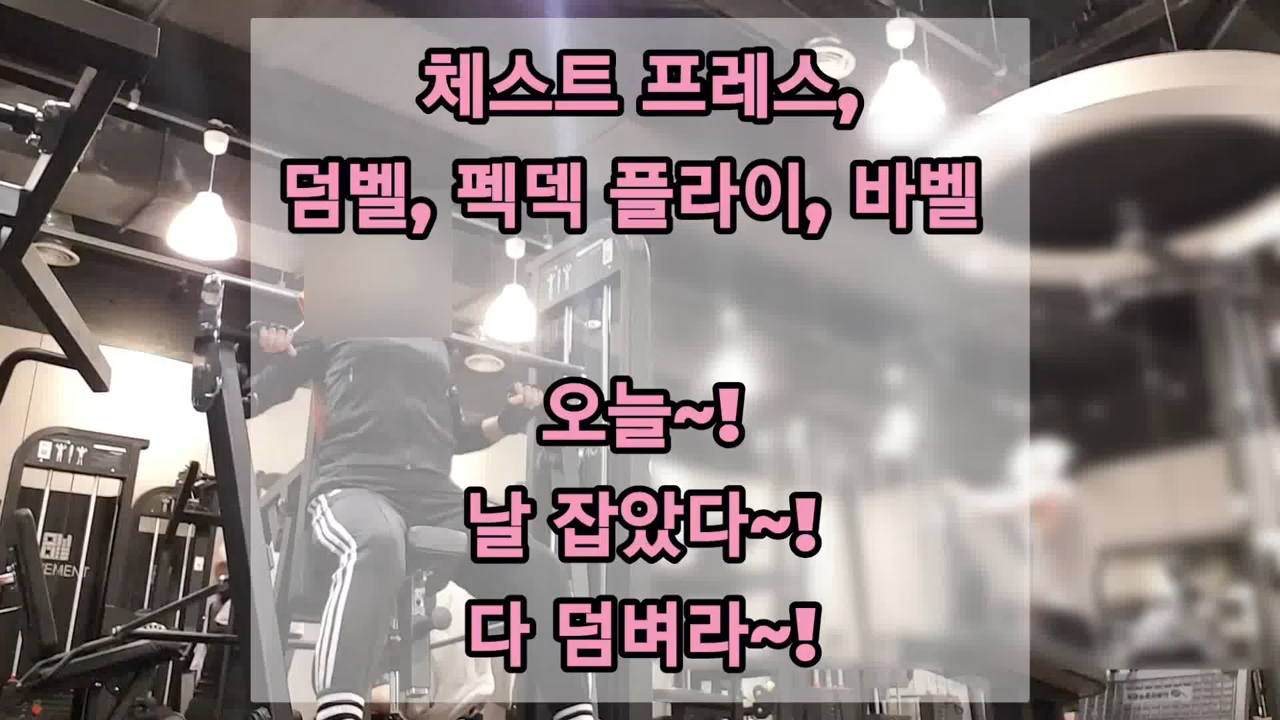 체스트 프레스,
덤벨, 펙덱 플라이, 바벨
오늘~!
날 잡았다~!
다 덤벼라~!